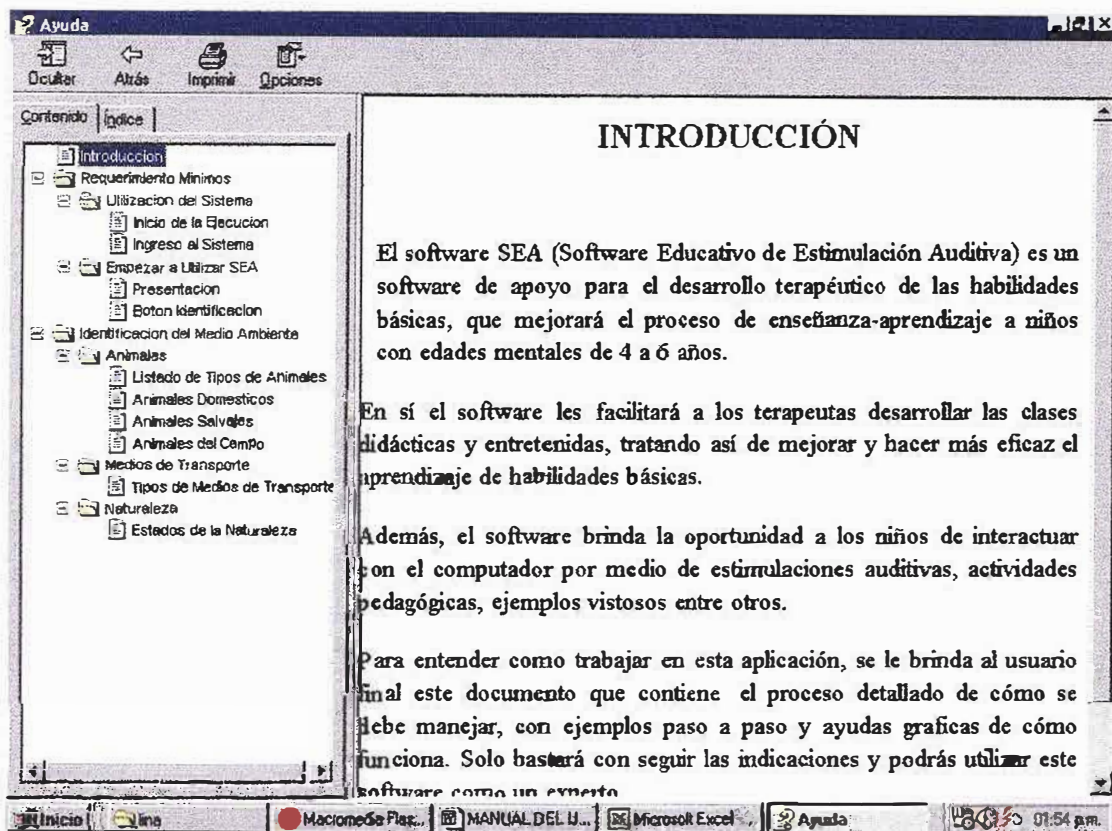 Ayuda
Ocultar Atrás Imprimir Opciones
Contenido Índice
Introduccion
Requerimiento Minimos
Utilizacion del Sistema
Inicio de la Ejecucion
Ingreso al Sistema
Empezar a Utilizar SEA
Presentacion
Boton Identificacion
Identificacion del Medio Ambiente
Animales
Listado de Tipos de Animales
Animales Domesticos
Animales Salvajes
Animales del Campo
Medios de Transporte
Tipos de Medios de Transporte
Naturaleza
Estados de la Naturaleza
INTRODUCCIÓN
El software SEA (Software Educativo de Estimulación Auditiva) es un
software de apoyo para el desarrollo terapéutico de las habilidades
básicas, que mejorará el proceso de enseñanza-aprendizaje a niños
con edades mentales de 4 a 6 años.
En sí el software les facilitará a los terapeutas desarrollar las clases
didácticas y entretenidas, tratando así de mejorar y hacer más eficaz el
aprendizaje de habilidades básicas.
Además, el software brinda la oportunidad a los niños de interactuar
con el computador por medio de estimulaciones auditivas, actividades
pedagógicas, ejemplos vistosos entre otros.
Para entender como trabajar en esta aplicación, se le brinda al usuario
final este documento que contiene el proceso detallado de cómo se
debe manejar, con ejemplos paso a paso y ayudas graficas de cómo
funciona. Solo bastará con seguir las indicaciones y podrás utilizar este
software como un experto
Inicio lina Macromedia Flas... MANUAL DEL U... Microsoft Excel Ayuda 01:54 p.m.